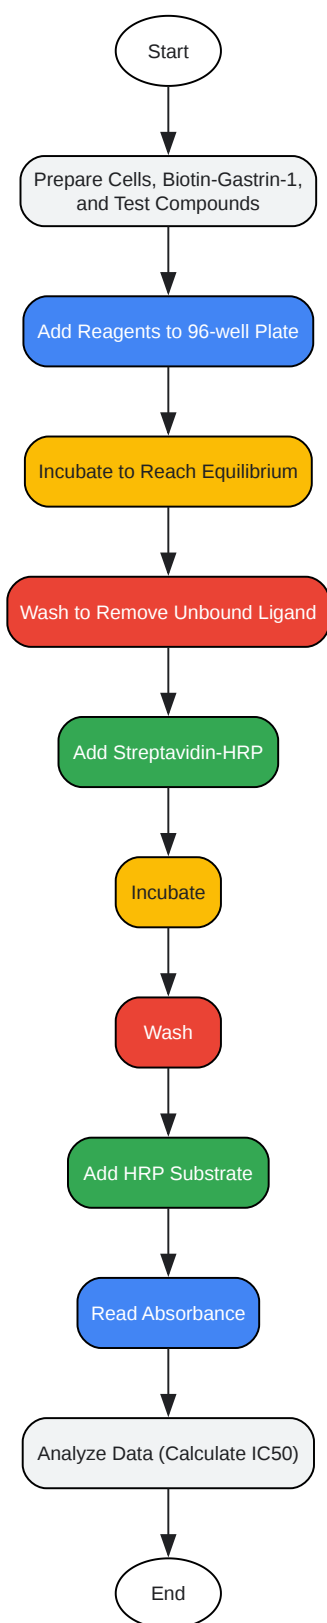 Start
Prepare Cells, Biotin-Gastrin-1,
and Test Compounds
Add Reagents to 96-well Plate
Incubate to Reach Equilibrium
Wash to Remove Unbound Ligand
Add Streptavidin-HRP
Incubate
Wash
Add HRP Substrate
Read Absorbance
Analyze Data (Calculate IC50)
End